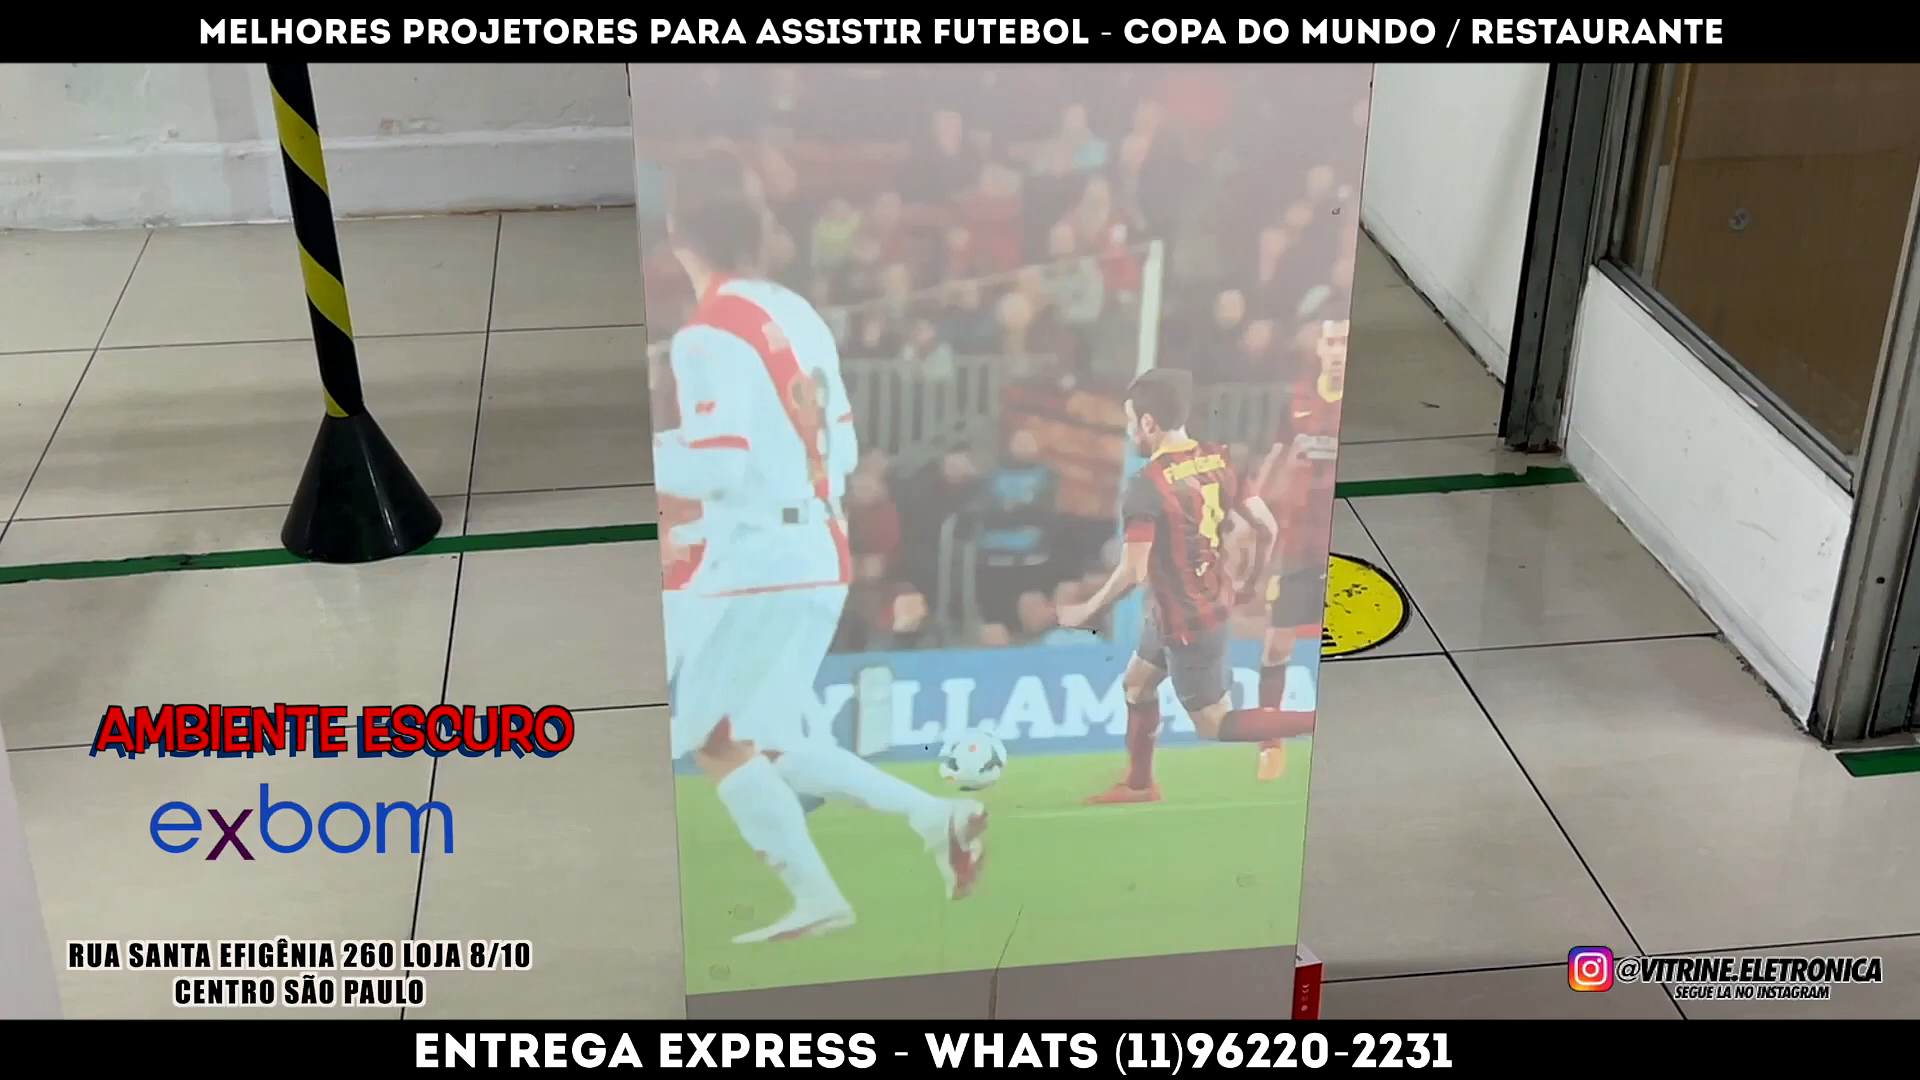 MELHORES PROJETORES PARA ASSISTIR FUTEBOL - COPA DO MUNDO / RESTAURANTE
Y LLAMADA
AMBIENTE ESCURO
exbom
RUA SANTA EFIGÊNIA 260 LOJA 8/10
CENTRO SÃO PAULO
@VITRINE.ELETRONICA
SEGUE LA NO INSTAGRAM
ENTREGA EXPRESS - WHATS (11)96220-2231